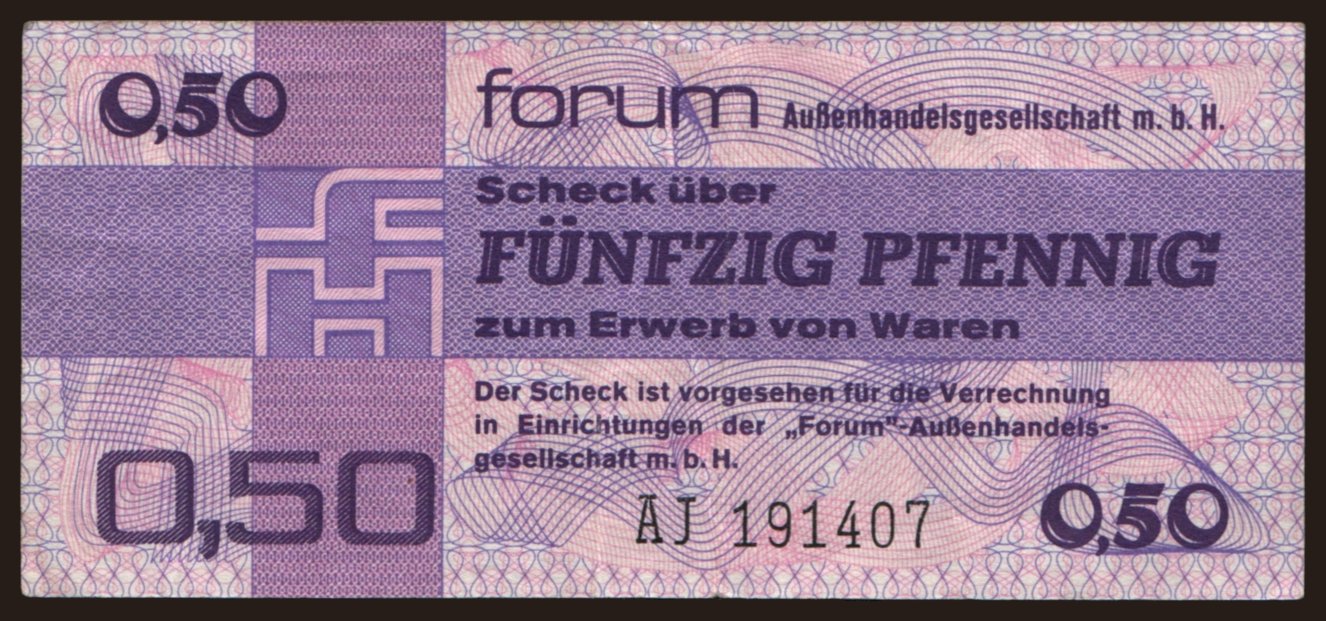 0,50
forum Außenhandelsgesellschaft m. b. H.
Scheck über
FÜNFZIG PFENNIG
zum Erwerb von Waren
Der Scheck ist vorgesehen für die Verrechnung
in Einrichtungen der „Forum"-Außenhandels-
gesellschaft m. b. H.
0,50
AJ 191407
0,50